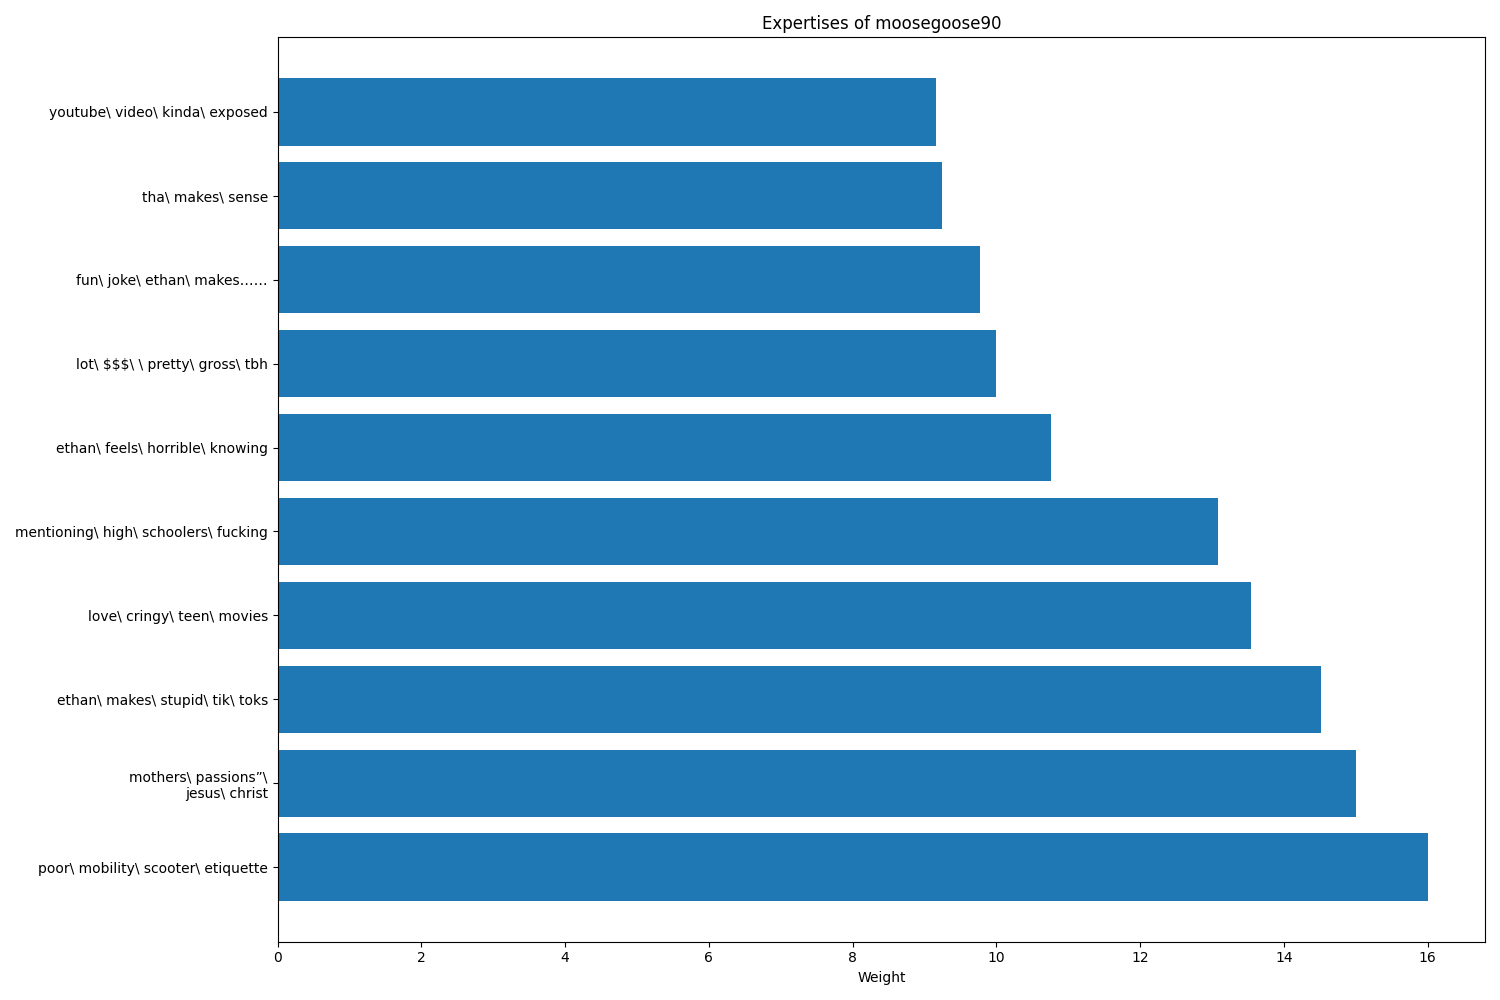 Expertises of moosegoose90
youtube\ video\ kinda\ exposed
tha\ makes\ sense
fun\ joke\ ethan\ makes……
lot\ $$$\ \ pretty\ gross\ tbh
ethan\ feels\ horrible\ knowing
mentioning\ high\ schoolers\ fucking
love\ cringy\ teen\ movies
ethan\ makes\ stupid\ tik\ toks
mothers\ passions”\
jesus\ christ
poor\ mobility\ scooter\ etiquette
0 2 4 6 8 10 12 14 16
Weight